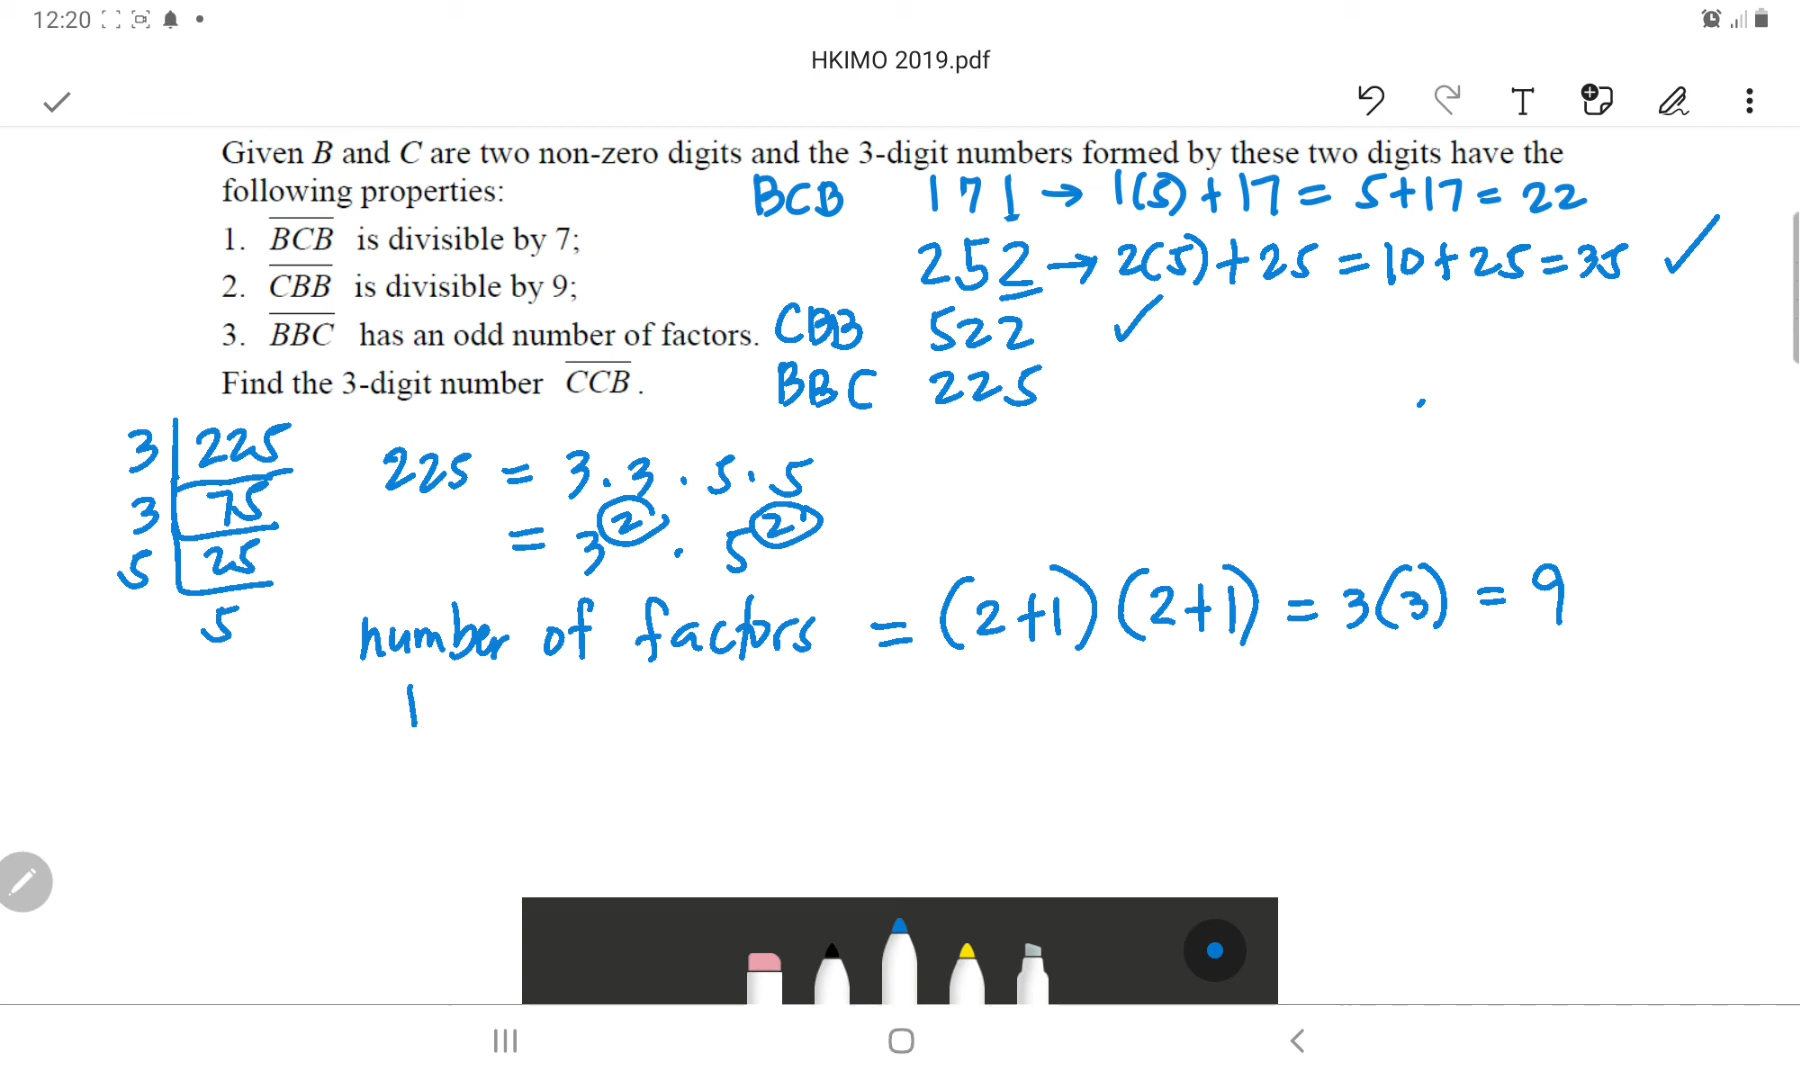 12:20
HKIMO 2019.pdf
T
Given B and C are two non-zero digits and the 3-digit numbers formed by these two digits have the
following properties:
BCB 171 → 1(5) + 17 = 5+17 = 22
1. BCB is divisible by 7;
252 → 2(5) + 25 = 10 + 25 = 35 ✓
2. CBB is divisible by 9;
CBB 522 ✓
3. BBC has an odd number of factors.
BBC 225
Find the 3-digit number CCB.
3 225
3 75
5 25
5
225 = 3 . 3 . 5 . 5
= 3² . 5²
number of factors = (2+1) (2+1) = 3(3) = 9
1